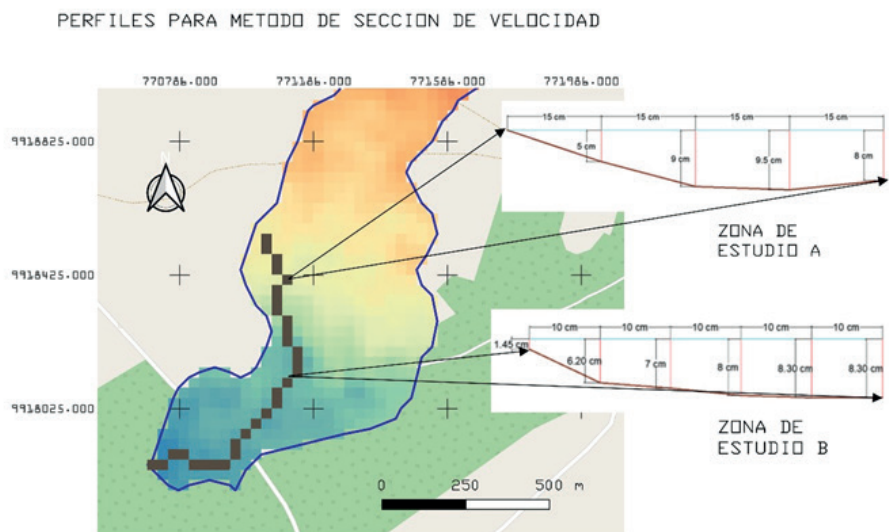 PERFILES PARA METODO DE SECCION DE VELOCIDAD
770786.000 771186.000 771586.000 771986.000
9918825.000
9918425.000
9918025.000
N
15 cm 15 cm 15 cm 15 cm
5 cm
9 cm
9.5 cm
8 cm
ZONA DE
ESTUDIO A
10 cm 10 cm 10 cm 10 cm 10 cm
1.45 cm
6.20 cm
7 cm
8 cm
8.30 cm
8.30 cm
ZONA DE
ESTUDIO B
0 250 500 m